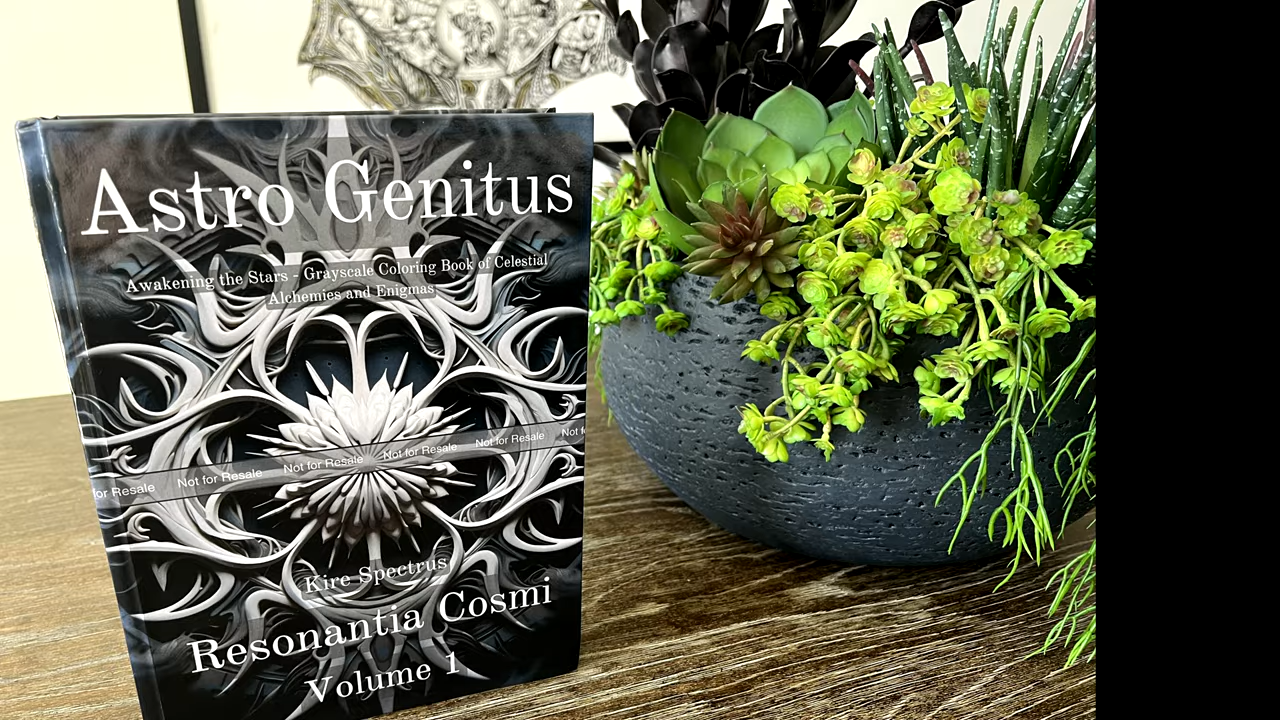 Astro Genitus
Awakening the Stars - Grayscale Coloring Book of Celestial
Alchemies and Enigmas
for Resale Not for Resale Not for Resale Not for Resale Not for Resale Not f
Kire Spectrus
Resonantia Cosmi
Volume 1